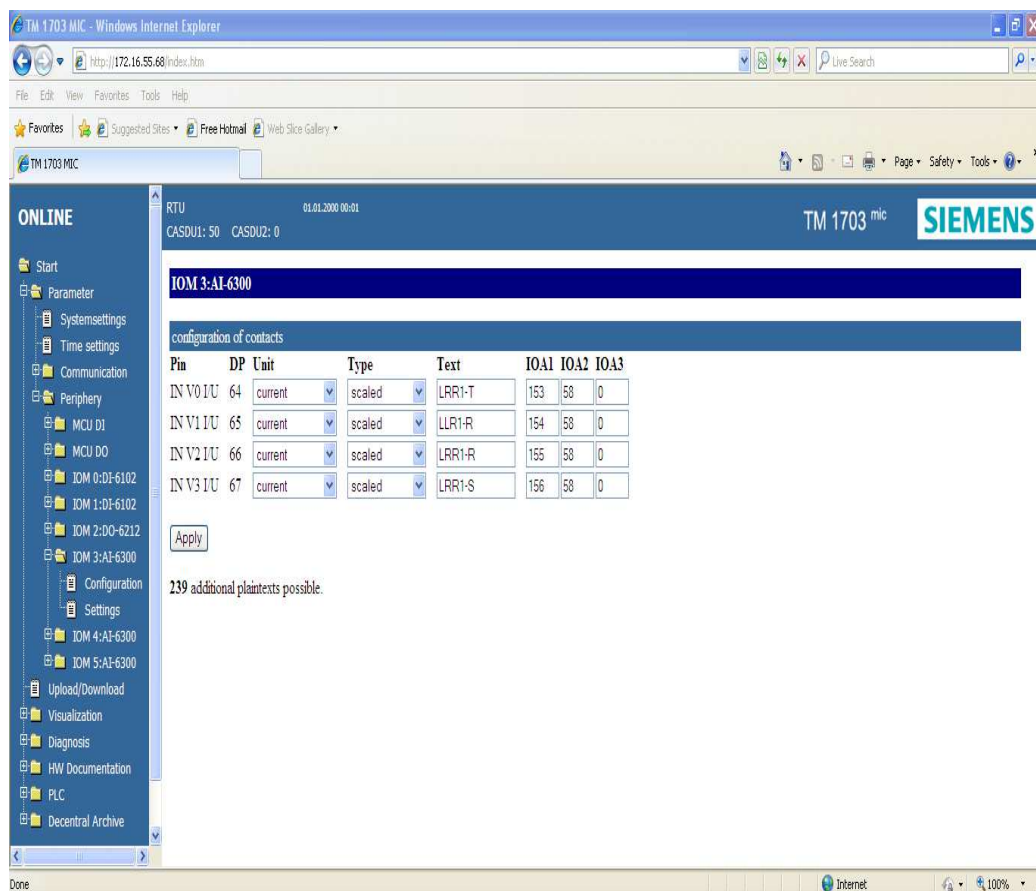 TM 1703 MIC - Windows Internet Explorer
http://172.16.55.68/index.htm
Live Search
File Edit View Favorites Tools Help
Favorites Suggested Sites Free Hotmail Web Slice Gallery
TM 1703 MIC
Page Safety Tools
ONLINE
RTU 01.01.2000 00:01
CASDU1: 50 CASDU2: 0
TM 1703 mic
SIEMENS
Start
Parameter
Systemsettings
Time settings
Communication
Periphery
MCU DI
MCU DO
IOM 0:DI-6102
IOM 1:DI-6102
IOM 2:DO-6212
IOM 3:AI-6300
Configuration
Settings
IOM 4:AI-6300
IOM 5:AI-6300
Upload/Download
Visualization
Diagnosis
HW Documentation
PLC
Decentral Archive
IOM 3:AI-6300
configuration of contacts
Pin DP Unit Type Text IOA1 IOA2 IOA3
IN V0 I/U 64 current scaled LRR1-T 153 58 0
IN V1 I/U 65 current scaled LLR1-R 154 58 0
IN V2 I/U 66 current scaled LRR1-R 155 58 0
IN V3 I/U 67 current scaled LRR1-S 156 58 0
Apply
239 additional plaintexts possible.
Done
Internet
100%